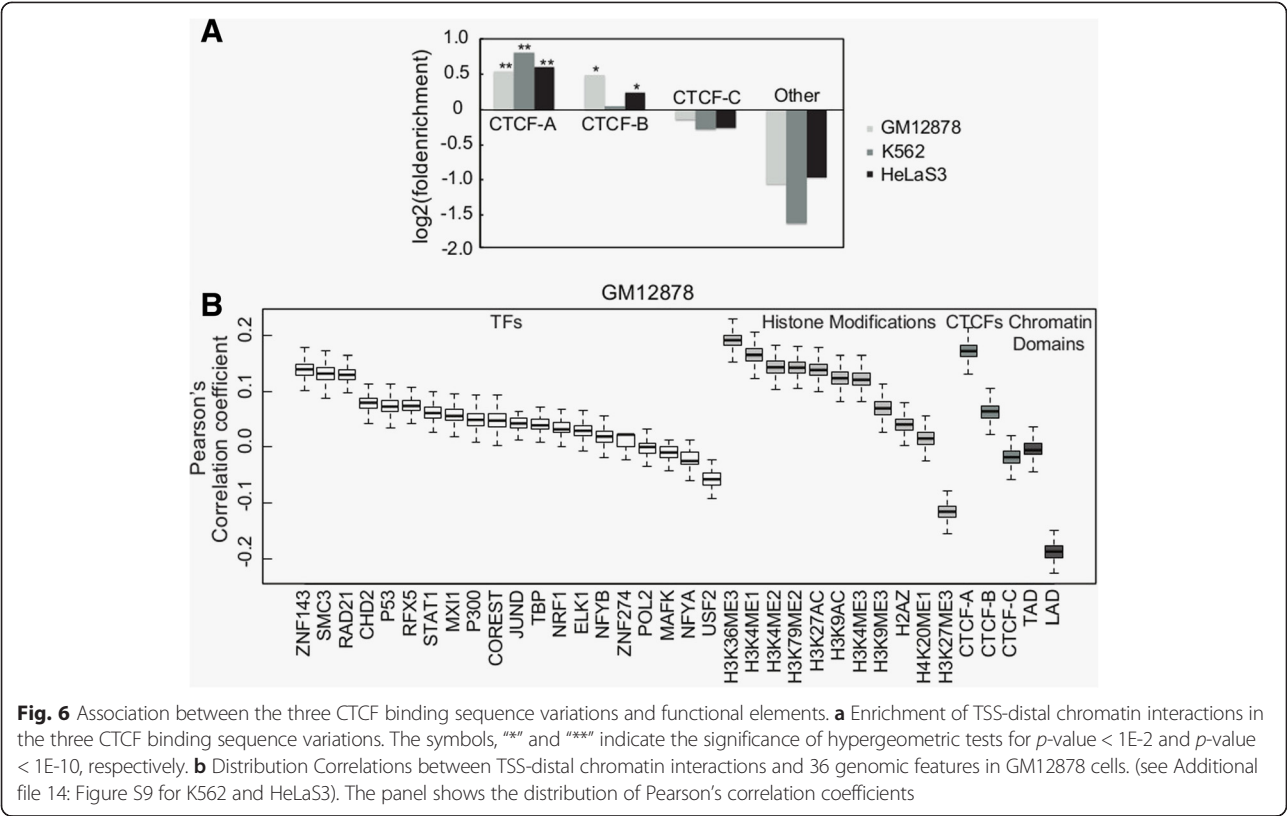 A
log2(foldenrichment)
1.0
0.5
0
-0.5
-1.0
-1.5
-2.0
** ** **
* *
CTCF-A
CTCF-B
CTCF-C
Other
GM12878
K562
HeLaS3
B
GM12878
Pearson's
Correlation coefficient
0.2
0.1
0.0
-0.1
-0.2
TFs
Histone Modifications
CTCFs
Chromatin
Domains
ZNF143
SMC3
RAD21
CHD2
P53
RFX5
STAT1
MXI1
P300
COREST
JUND
TBP
NRF1
ELK1
NFYB
ZNF274
POL2
MAFK
NFYA
USF2
H3K36ME3
H3K4ME1
H3K4ME2
H3K79ME2
H3K27AC
H3K9AC
H3K4ME3
H3K9ME3
H2AZ
H4K20ME1
H3K27ME3
CTCF-A
CTCF-B
CTCF-C
TAD
LAD
Fig. 6 Association between the three CTCF binding sequence variations and functional elements. a Enrichment of TSS-distal chromatin interactions in
the three CTCF binding sequence variations. The symbols, “*” and “**” indicate the significance of hypergeometric tests for p-value < 1E-2 and p-value
< 1E-10, respectively. b Distribution Correlations between TSS-distal chromatin interactions and 36 genomic features in GM12878 cells. (see Additional
file 14: Figure S9 for K562 and HeLaS3). The panel shows the distribution of Pearson's correlation coefficients